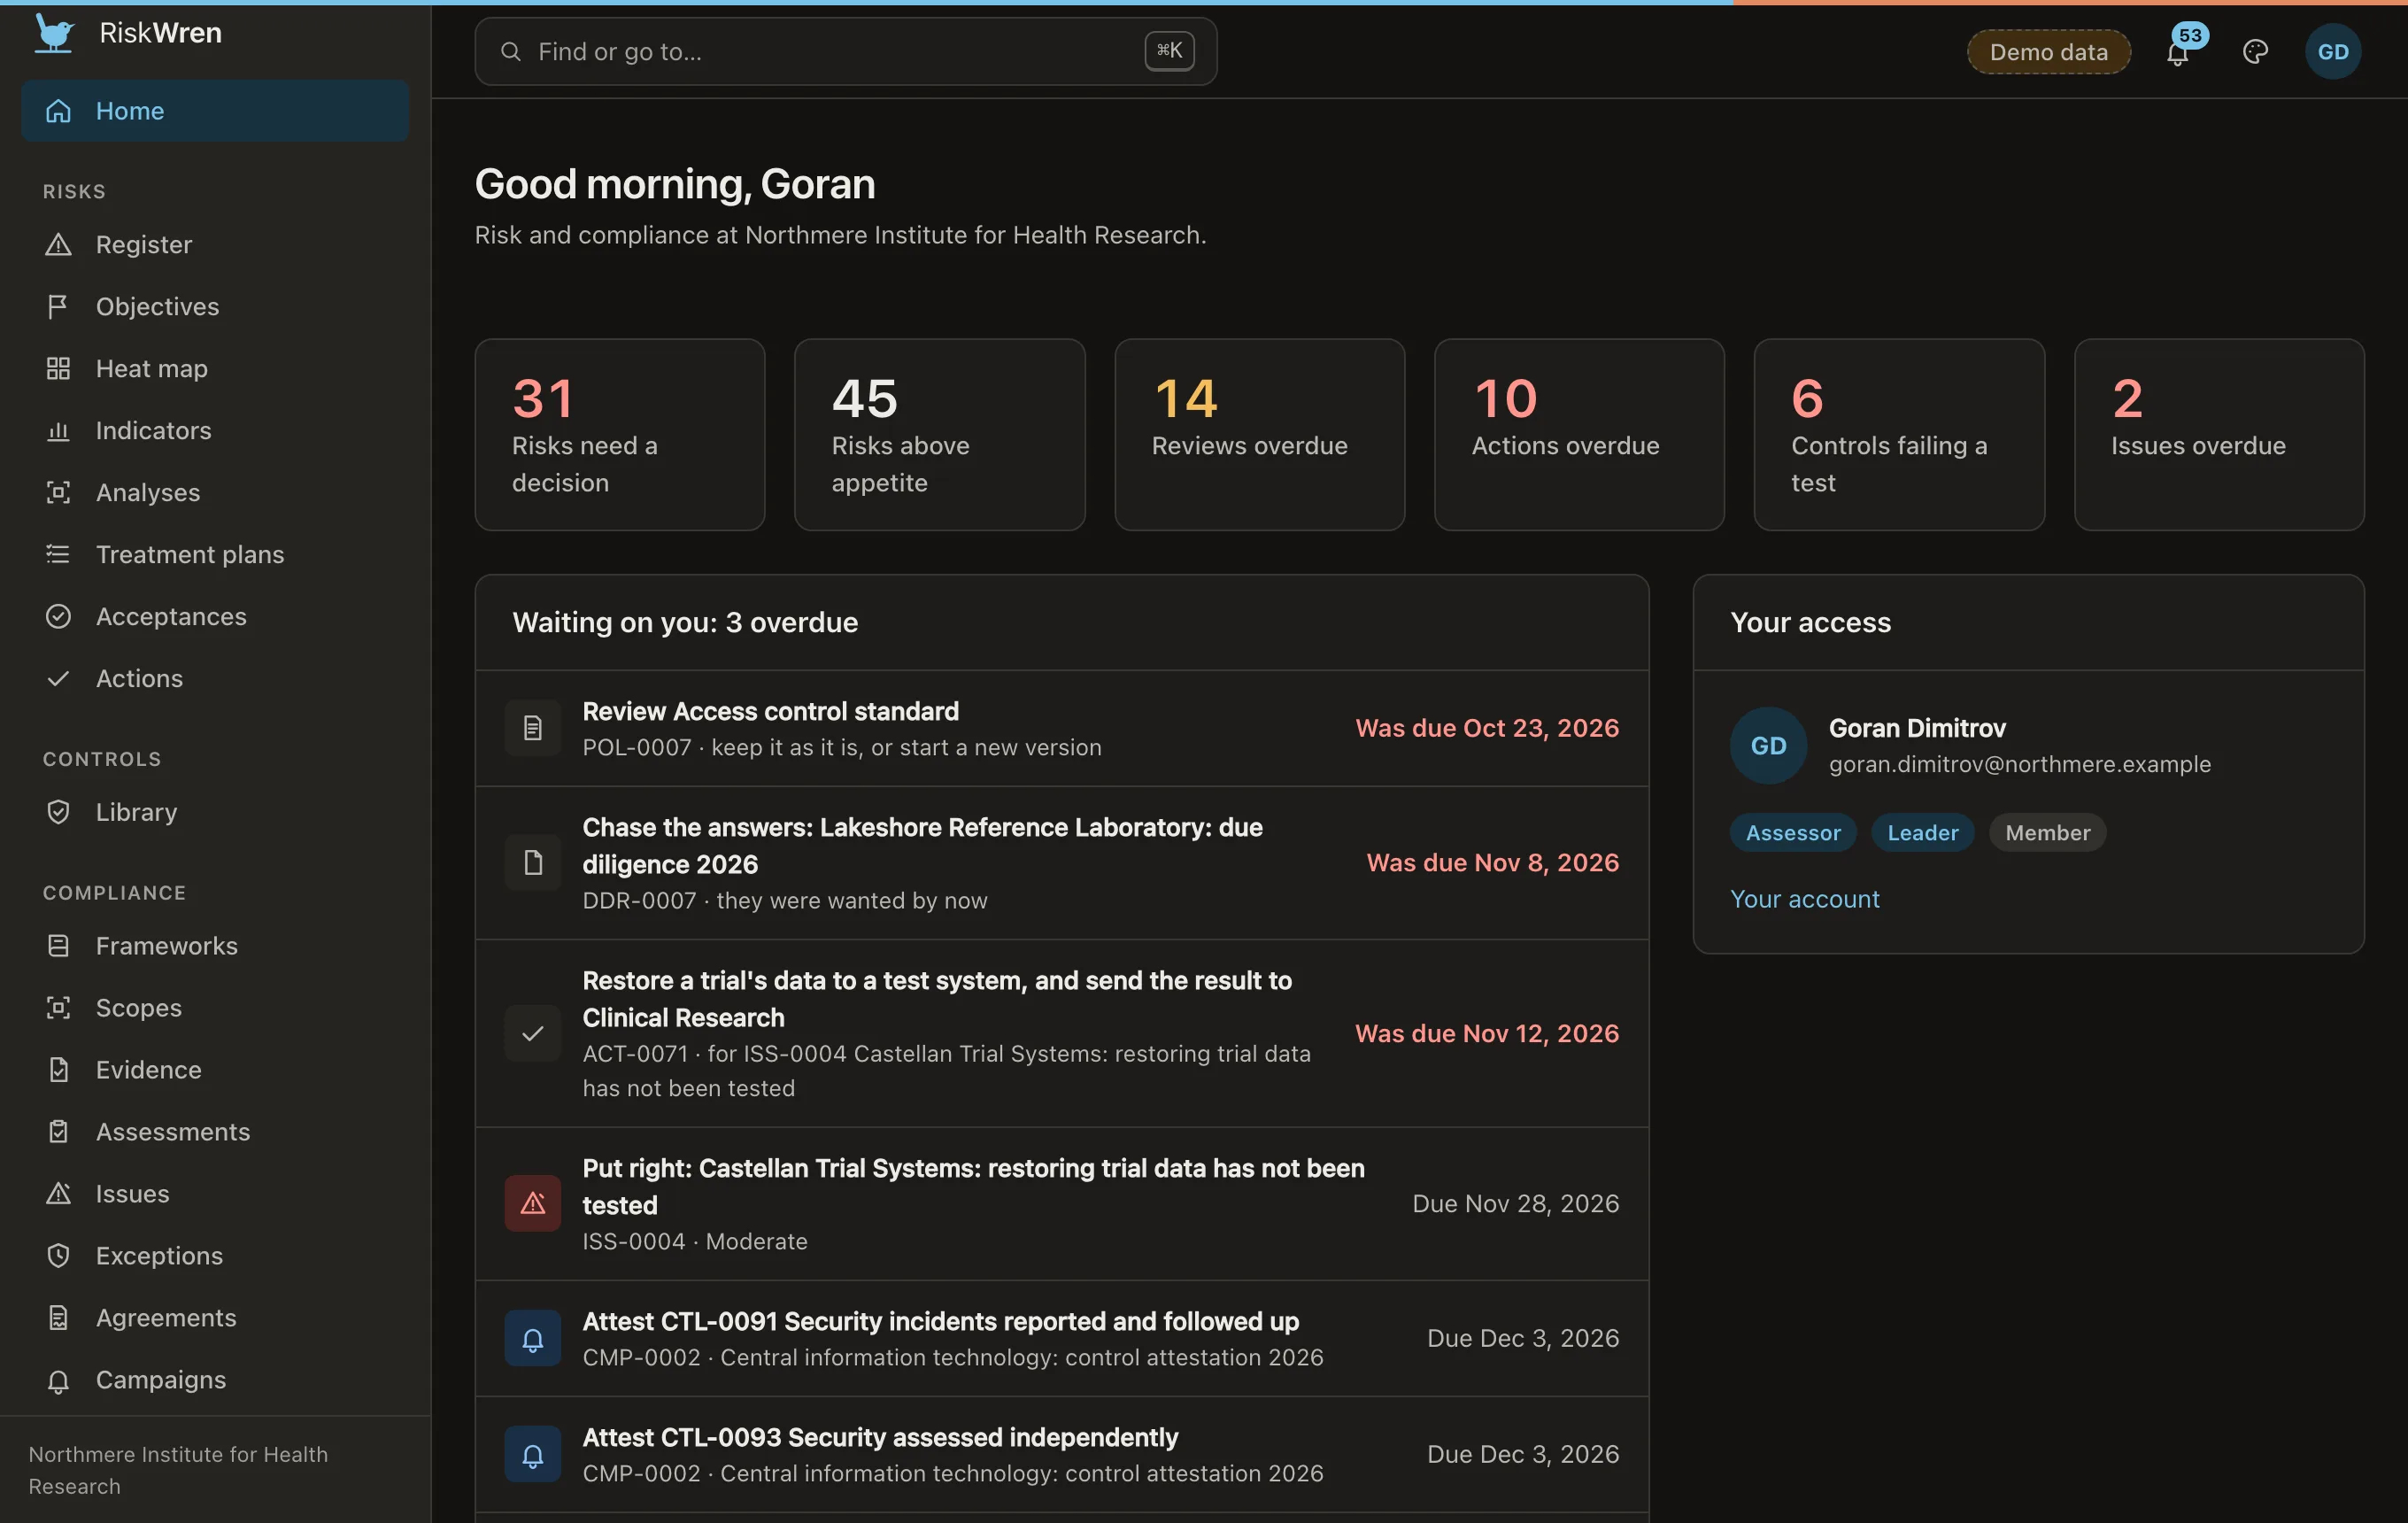 RiskWren
Find or go to...
⌘K
Demo data
53
GD
Home
RISKS
Register
Objectives
Heat map
Indicators
Analyses
Treatment plans
Acceptances
Actions
CONTROLS
Library
COMPLIANCE
Frameworks
Scopes
Evidence
Assessments
Issues
Exceptions
Agreements
Campaigns
Northmere Institute for Health
Research
Good morning, Goran
Risk and compliance at Northmere Institute for Health Research.
31
Risks need a
decision
45
Risks above
appetite
14
Reviews overdue
10
Actions overdue
6
Controls failing a
test
2
Issues overdue
Waiting on you: 3 overdue
Review Access control standard
POL-0007 · keep it as it is, or start a new version
Was due Oct 23, 2026
Chase the answers: Lakeshore Reference Laboratory: due
diligence 2026
DDR-0007 · they were wanted by now
Was due Nov 8, 2026
Restore a trial's data to a test system, and send the result to
Clinical Research
ACT-0071 · for ISS-0004 Castellan Trial Systems: restoring trial data
has not been tested
Was due Nov 12, 2026
Put right: Castellan Trial Systems: restoring trial data has not been
tested
ISS-0004 · Moderate
Due Nov 28, 2026
Attest CTL-0091 Security incidents reported and followed up
CMP-0002 · Central information technology: control attestation 2026
Due Dec 3, 2026
Attest CTL-0093 Security assessed independently
CMP-0002 · Central information technology: control attestation 2026
Due Dec 3, 2026
Your access
GD
Goran Dimitrov
goran.dimitrov@northmere.example
Assessor
Leader
Member
Your account